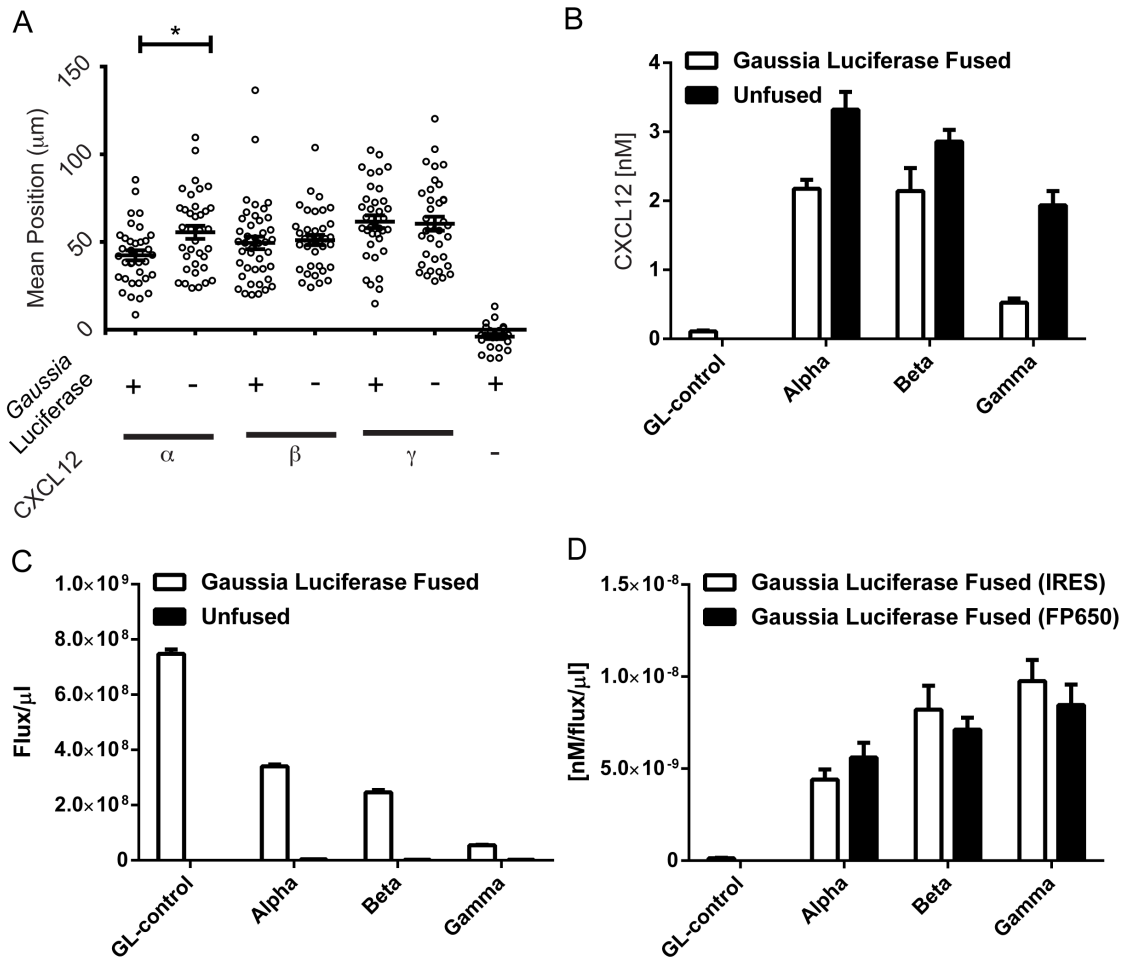 A
*
150
100
50
0
Mean Position (μm)
Gaussia
Luciferase
+ - + - + - +
CXCL12
α β γ -
B
Gaussia Luciferase Fused
Unfused
4
3
2
1
0
CXCL12 [nM]
GL-control
Alpha
Beta
Gamma
C
Gaussia Luciferase Fused
Unfused
1.0×10⁹
8.0×10⁸
6.0×10⁸
4.0×10⁸
2.0×10⁸
0
Flux/μl
GL-control
Alpha
Beta
Gamma
D
Gaussia Luciferase Fused (IRES)
Gaussia Luciferase Fused (FP650)
1.5×10⁻⁸
1.0×10⁻⁸
5.0×10⁻⁹
0
[nM/flux/μl]
GL-control
Alpha
Beta
Gamma